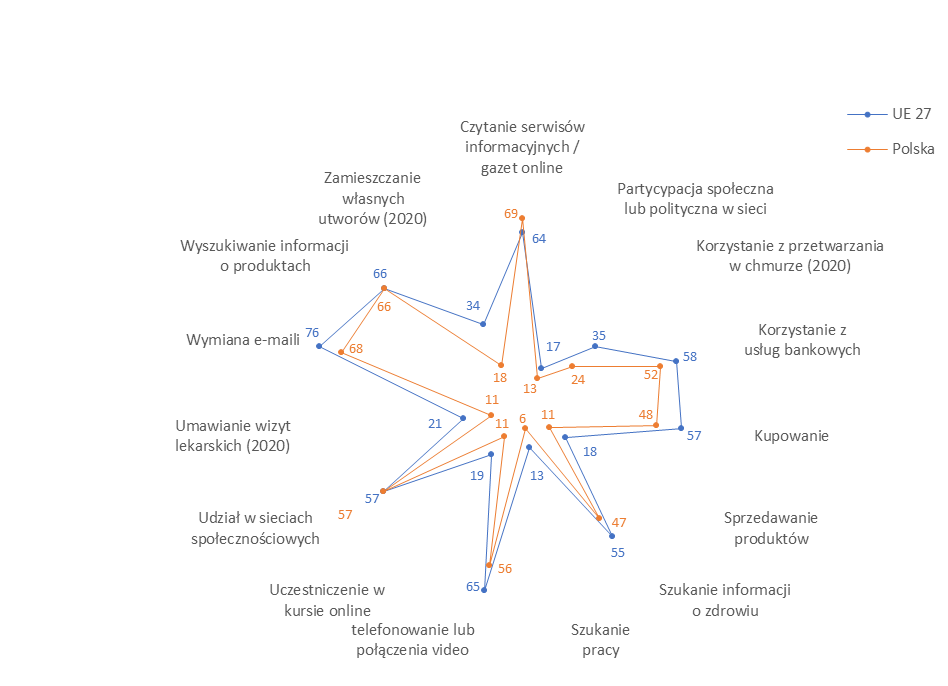 UE 27
Polska
Czytanie serwisów
informacyjnych /
gazet online
Partycypacja społeczna
lub polityczna w sieci
Korzystanie z przetwarzania
w chmurze (2020)
Korzystanie z
usług bankowych
Kupowanie
Sprzedawanie
produktów
Szukanie informacji
o zdrowiu
Szukanie
pracy
telefonowanie lub
połączenia video
Uczestniczenie w
kursie online
Udział w sieciach
społecznościowych
Umawianie wizyt
lekarskich (2020)
Wymiana e-maili
Wyszukiwanie informacji
o produktach
Zamieszczanie
własnych
utworów (2020)
69
64
17
13
35
24
58
52
57
48
18
11
55
47
13
6
65
56
19
11
57
57
21
11
76
68
66
66
34
18